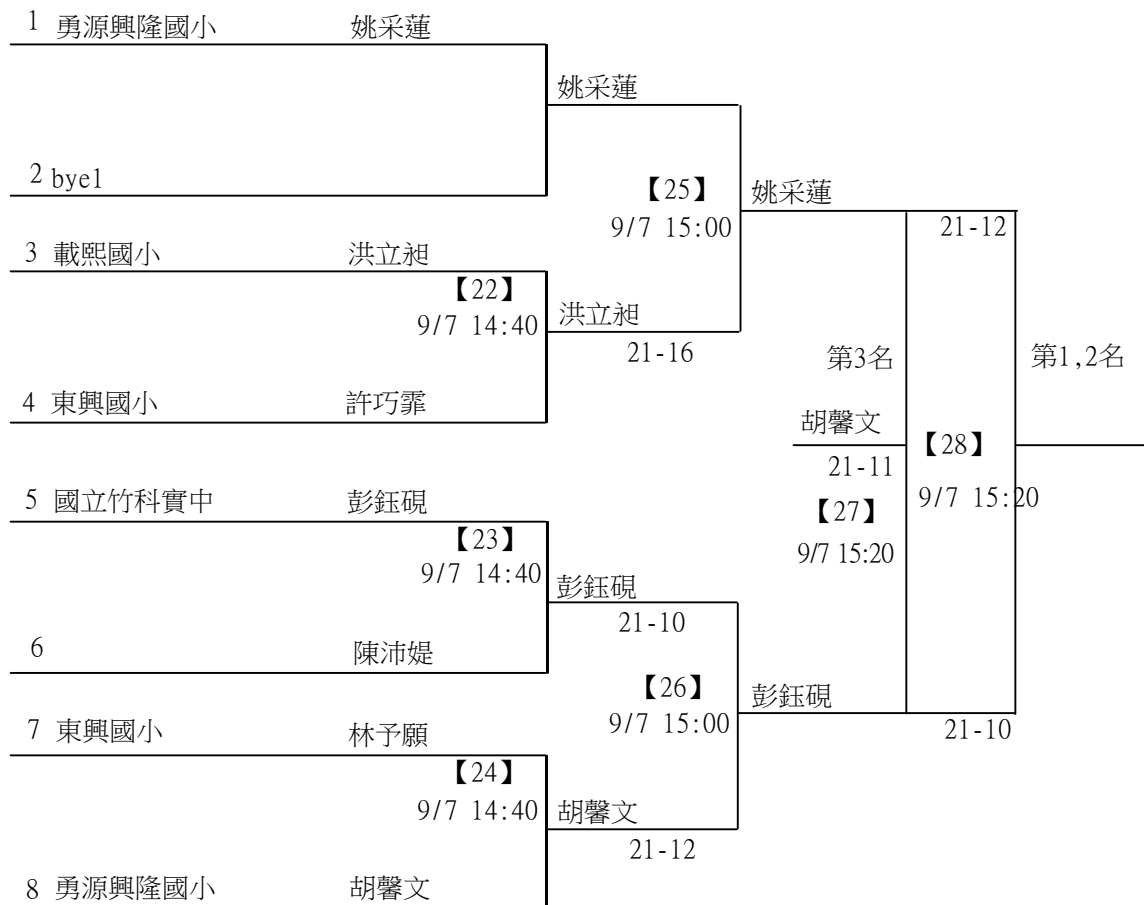 1 勇源興隆國小 姚采蓮
姚采蓮
2 bye1
【25】
9/7 15:00
姚采蓮
21-12
3 載熙國小 洪立昶
【22】
9/7 14:40
洪立昶
21-16
第3名
第1,2名
4 東興國小 許巧霏
胡馨文
21-11
【27】
9/7 15:20
【28】
9/7 15:20
5 國立竹科實中 彭鈺硯
【23】
9/7 14:40
彭鈺硯
21-10
6 陳沛媞
【26】
9/7 15:00
彭鈺硯
21-10
7 東興國小 林予願
【24】
9/7 14:40
胡馨文
21-12
8 勇源興隆國小 胡馨文